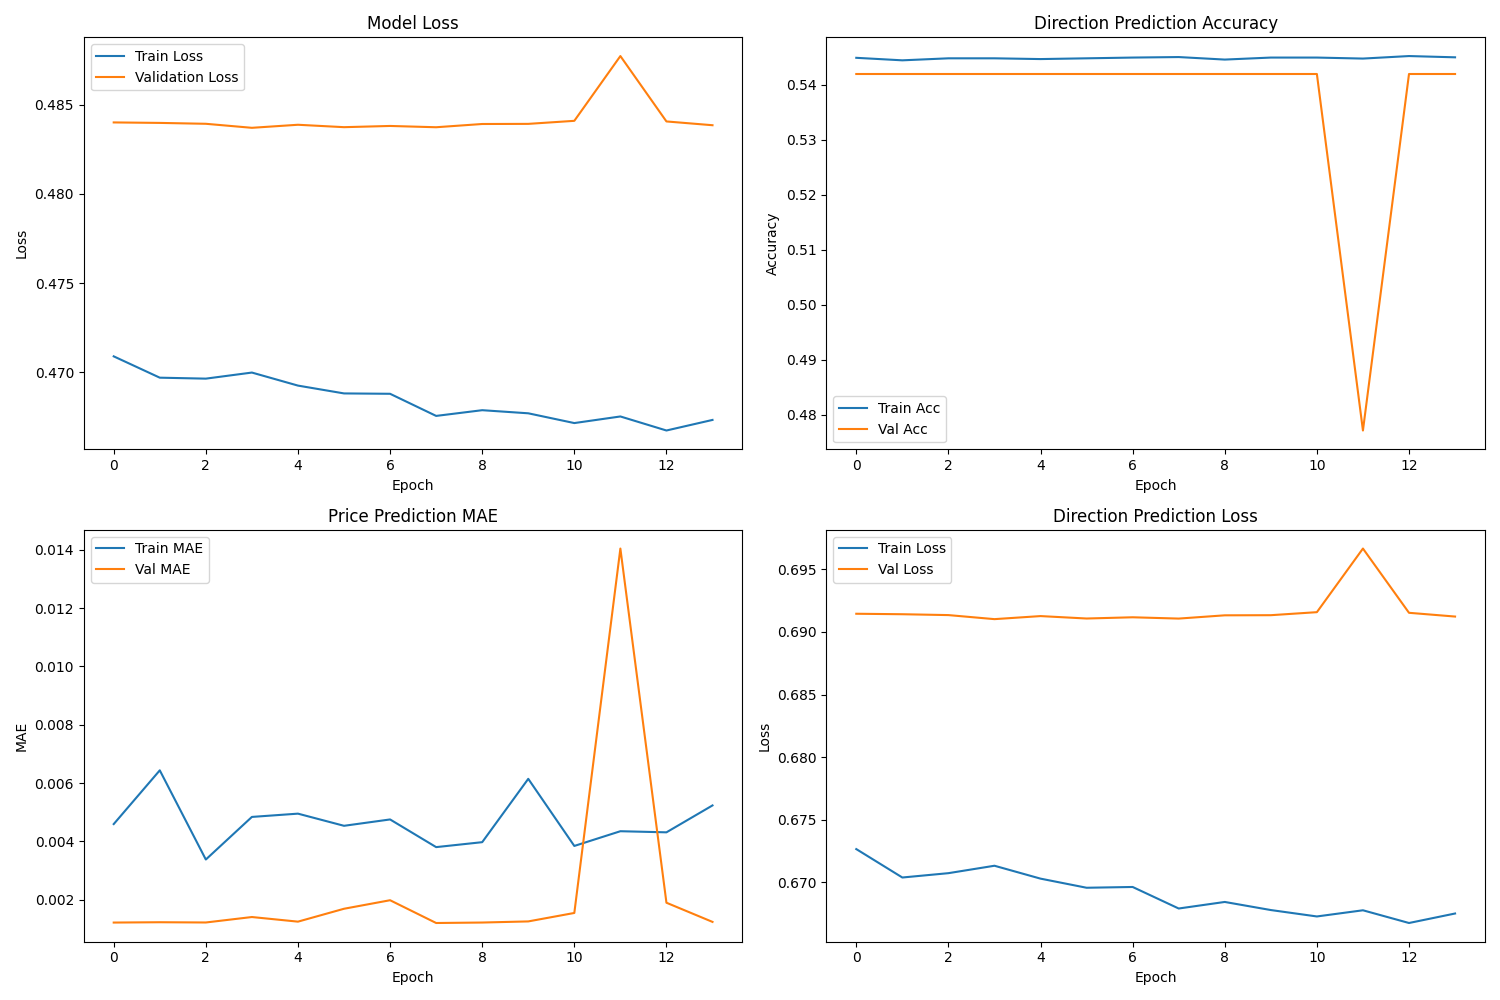 Model Loss
Train Loss
Validation Loss
0.485
0.480
0.475
0.470
Loss
0 2 4 6 8 10 12
Epoch
Direction Prediction Accuracy
0.54
0.53
0.52
0.51
0.50
0.49
0.48
Accuracy
Train Acc
Val Acc
0 2 4 6 8 10 12
Epoch
Price Prediction MAE
Train MAE
Val MAE
0.014
0.012
0.010
0.008
0.006
0.004
0.002
MAE
0 2 4 6 8 10 12
Epoch
Direction Prediction Loss
Train Loss
Val Loss
0.695
0.690
0.685
0.680
0.675
0.670
Loss
0 2 4 6 8 10 12
Epoch